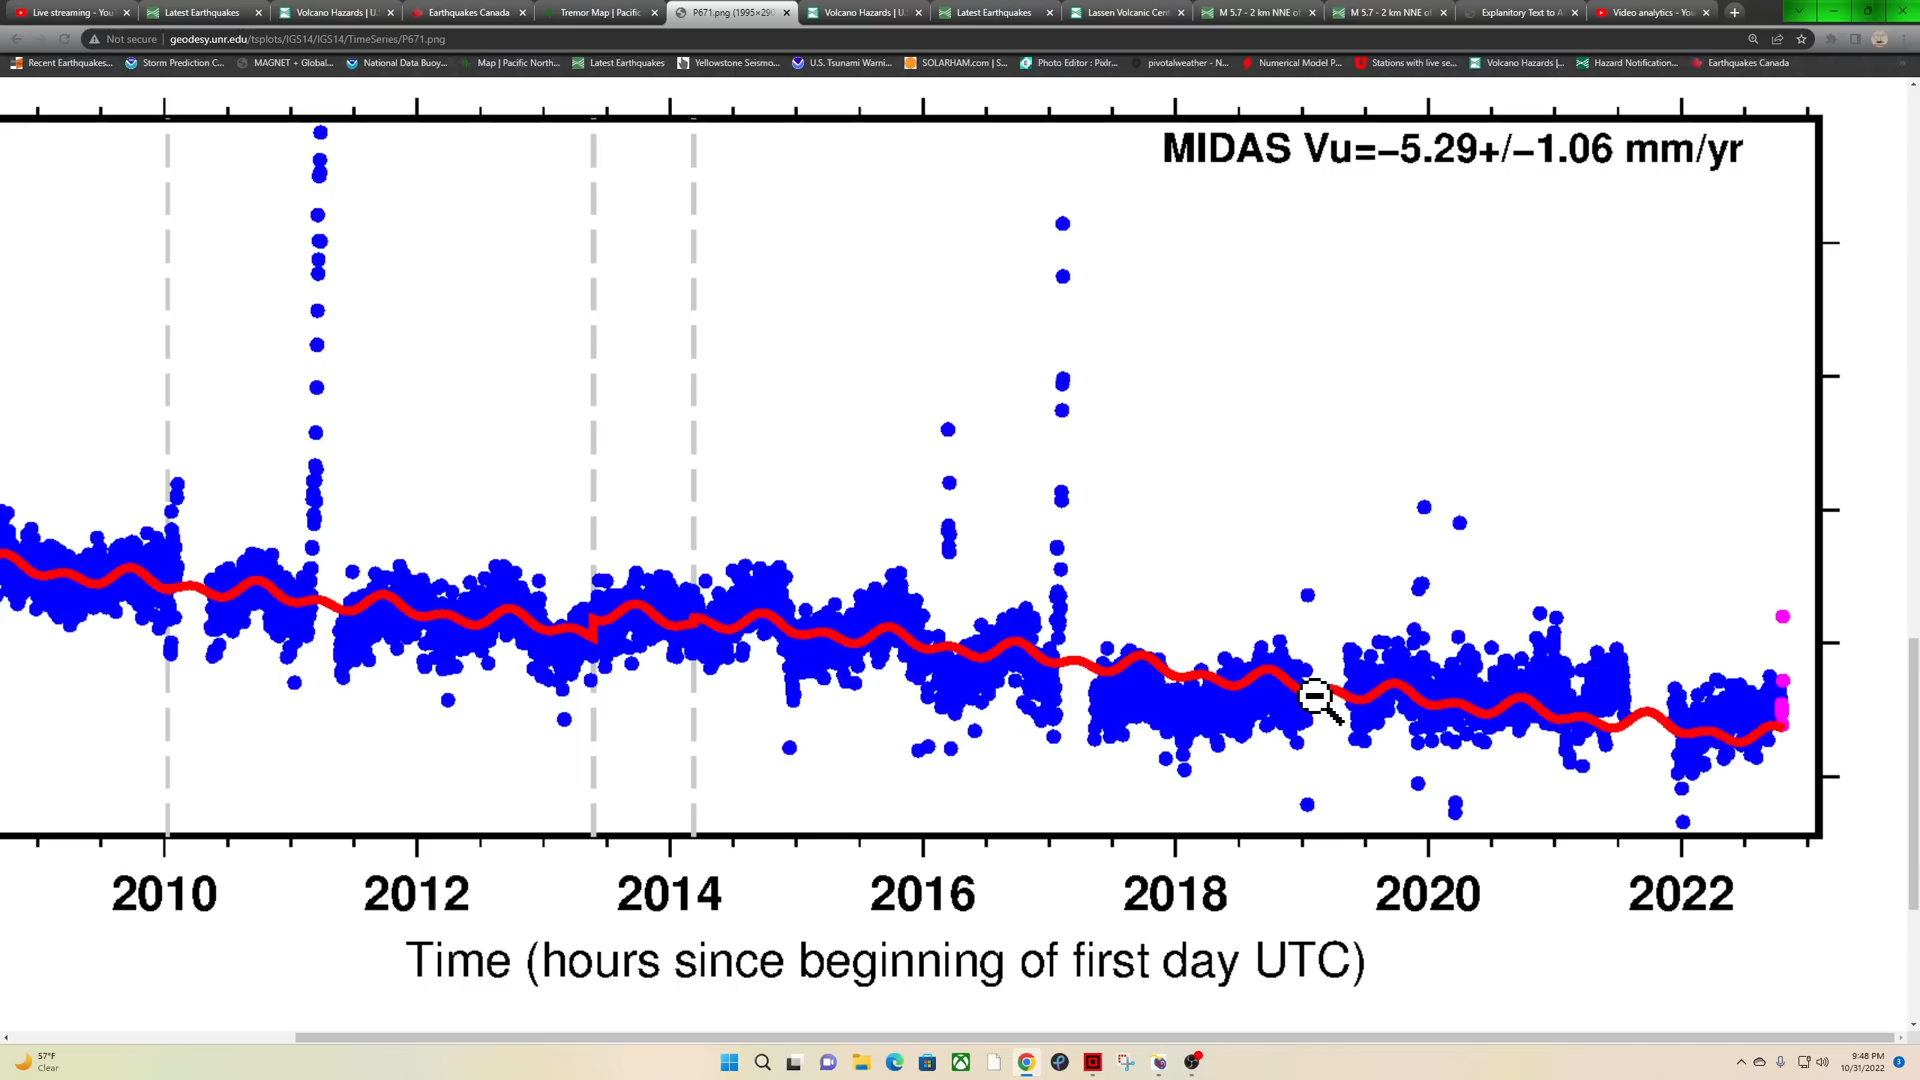 Live streaming - You
Latest Earthquakes
Volcano Hazards | U.
Earthquakes Canada
Tremor Map | Pacific
P671.png (1995×290
Volcano Hazards | U.S
Latest Earthquakes
Lassen Volcanic Cent
M 5.7 - 2 km NNE of
M 5.7 - 2 km NNE of
Explanitory Text to A
Video analytics - You
Not secure
geodesy.unr.edu/tsplots/IGS14/IGS14/TimeSeries/P671.png
Recent Earthquakes...
Storm Prediction C...
MAGNET + Global...
National Data Buoy...
Map | Pacific North...
Latest Earthquakes
Yellowstone Seismo...
U.S. Tsunami Warni...
SOLARHAM.com | S...
Photo Editor : Pixlr...
pivotalweather - N...
Numerical Model P...
Stations with live se...
Volcano Hazards |...
Hazard Notification...
Earthquakes Canada
MIDAS Vu=−5.29+/−1.06 mm/yr
2010
2012
2014
2016
2018
2020
2022
Time (hours since beginning of first day UTC)
57°F
Clear
9:48 PM
10/31/2022
3